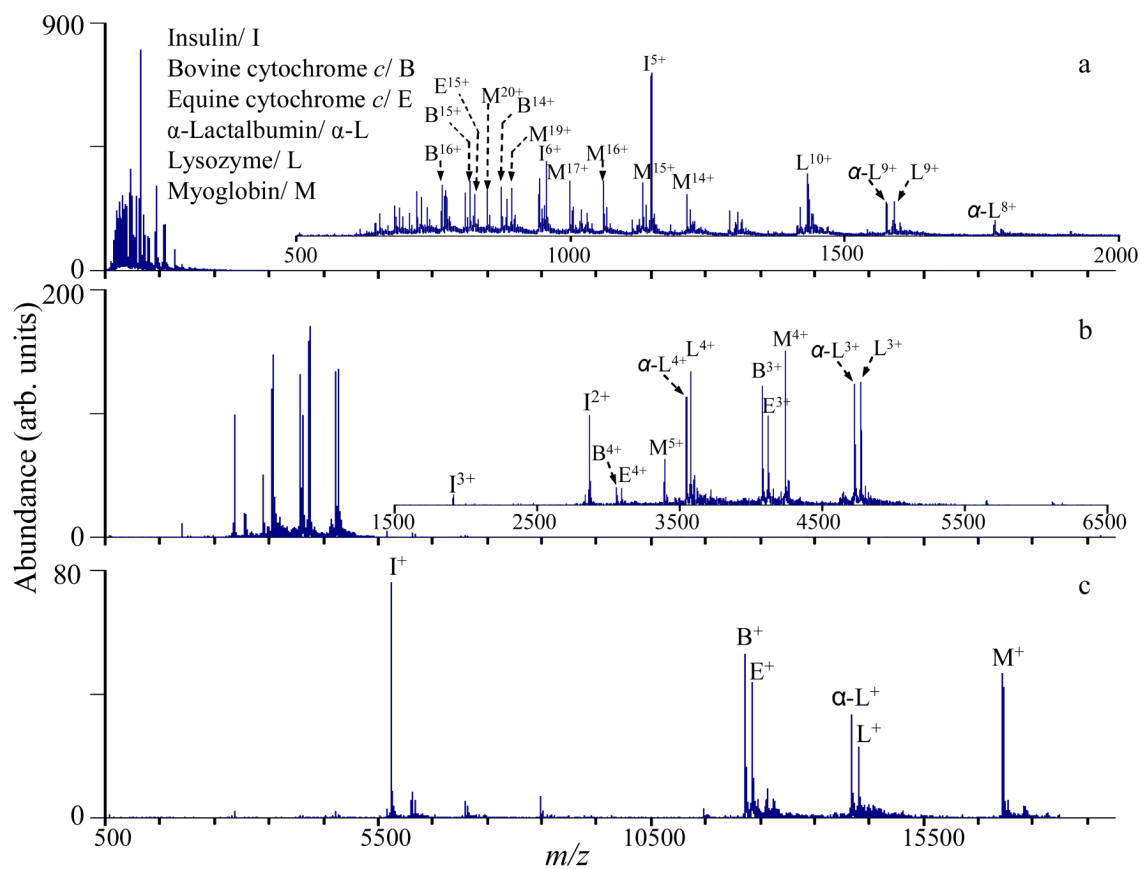 900
Insulin/ I
Bovine cytochrome c/ B
Equine cytochrome c/ E
α-Lactalbumin/ α-L
Lysozyme/ L
Myoglobin/ M
a
I⁵⁺
E¹⁵⁺
M²⁰⁺
B¹⁵⁺
B¹⁴⁺
B¹⁶⁺
M¹⁹⁺
I⁶⁺
M¹⁷⁺
M¹⁶⁺
M¹⁵⁺
M¹⁴⁺
L¹⁰⁺
α-L⁹⁺
L⁹⁺
α-L⁸⁺
500 1000 1500 2000
0
200
b
I³⁺
I²⁺
B⁴⁺
E⁴⁺
M⁵⁺
α-L⁴⁺
L⁴⁺
B³⁺
E³⁺
M⁴⁺
α-L³⁺
L³⁺
1500 2500 3500 4500 5500 6500
0
Abundance (arb. units)
80
c
I⁺
B⁺
E⁺
α-L⁺
L⁺
M⁺
0
500 5500 10500 15500
m/z